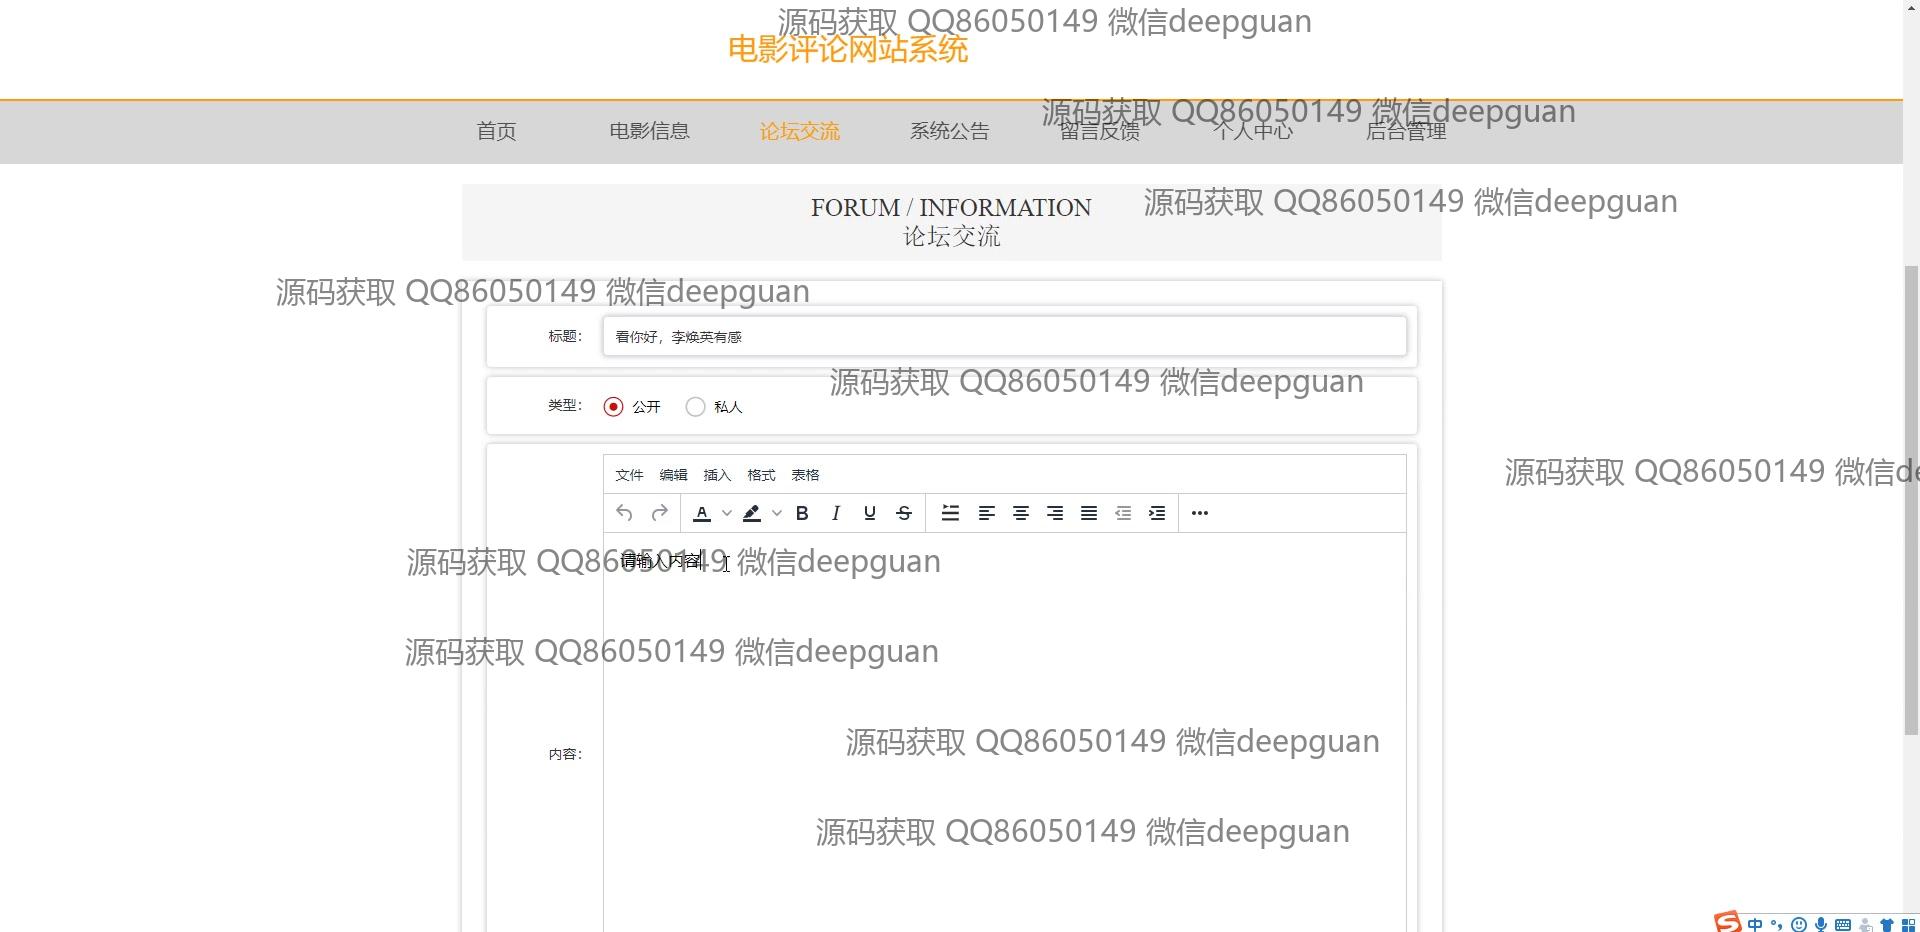 源码获取 QQ86050149 微信deepguan
电影评论网站系统
源码获取 QQ86050149 微信deepguan
首页 电影信息 论坛交流 系统公告 留言反馈 个人中心 后台管理
源码获取 QQ86050149 微信deepguan
FORUM / INFORMATION
论坛交流
源码获取 QQ86050149 微信deepguan
标题： 看你好，李焕英有感
源码获取 QQ86050149 微信deepguan
类型： 公开 私人
源码获取 QQ86050149 微信de
文件 编辑 插入 格式 表格
A B I U S
请输入内容
源码获取 QQ86050149 微信deepguan
源码获取 QQ86050149 微信deepguan
源码获取 QQ86050149 微信deepguan
内容：
源码获取 QQ86050149 微信deepguan
S 中